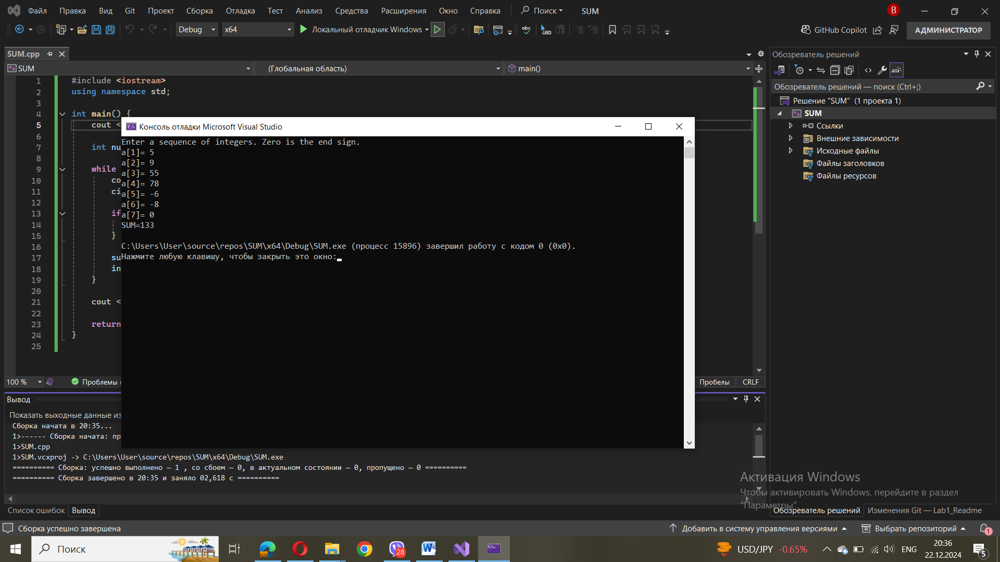 Файл Правка Вид Git Проект Сборка Отладка Тест Анализ Средства Расширения Окно Справка Поиск SUM B
Debug x64 Локальный отладчик Windows abc GitHub Copilot АДМИНИСТРАТОР
SUM.cpp
SUM (Глобальная область) main()
1 #include <iostream>
2 using namespace std;
3
4 int main() {
5 cout <
6
7 int nu
8
9 while
10 co
11 ci
12
13 if
14
15 }
16
17 su
18 in
19 }
20
21 cout <
22
23 return
24 }
25
Консоль отладки Microsoft Visual Studio
Enter a sequence of integers. Zero is the end sign.
a[1]= 5
a[2]= 9
a[3]= 55
a[4]= 78
a[5]= -6
a[6]= -8
a[7]= 0
SUM=133
C:\Users\User\source\repos\SUM\x64\Debug\SUM.exe (процесс 15896) завершил работу с кодом 0 (0x0).
Нажмите любую клавишу, чтобы закрыть это окно:
100 % Проблемы Пробелы CRLF
Вывод
Показать выходные данные из
Сборка начата в 20:35...
1>------ Сборка начата: пр
1>SUM.cpp
1>SUM.vcxproj -> C:\Users\User\source\repos\SUM\x64\Debug\SUM.exe
========== Сборка: успешно выполнено — 1 , со сбоем — 0, в актуальном состоянии — 0, пропущено — 0 ==========
========== Сборка завершено в 20:35 и заняло 02,618 с ==========
Список ошибок Вывод
Обозреватель решений
Обозреватель решений — поиск (Ctrl+;)
Решение "SUM" (1 проекта 1)
SUM
Ссылки
Внешние зависимости
Исходные файлы
Файлы заголовков
Файлы ресурсов
Активация Windows
Чтобы активировать Windows, перейдите в раздел
"Параметры".
Обозреватель решений Изменения Git — Lab1_Readme
Сборка успешно завершена Добавить в систему управления версиями Выбрать репозиторий 1
Поиск 28 USD/JPY -0.65% ENG 20:36
22.12.2024 5